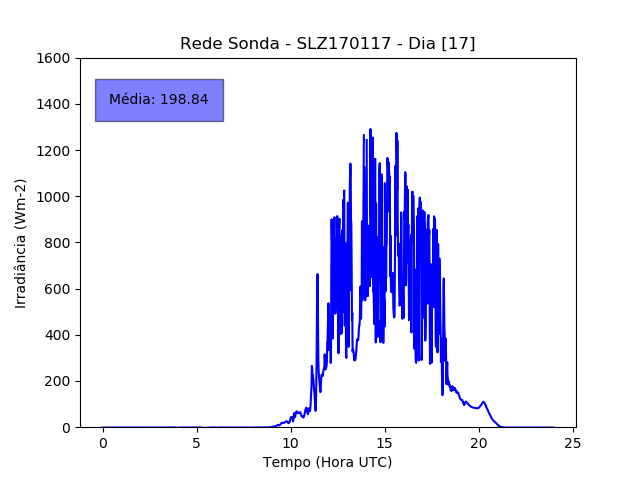 Rede Sonda - SLZ170117 - Dia [17]
1600
1400
1200
1000
800
600
400
200
0
Média: 198.84
Irradiância (Wm-2)
0 5 10 15 20 25
Tempo (Hora UTC)